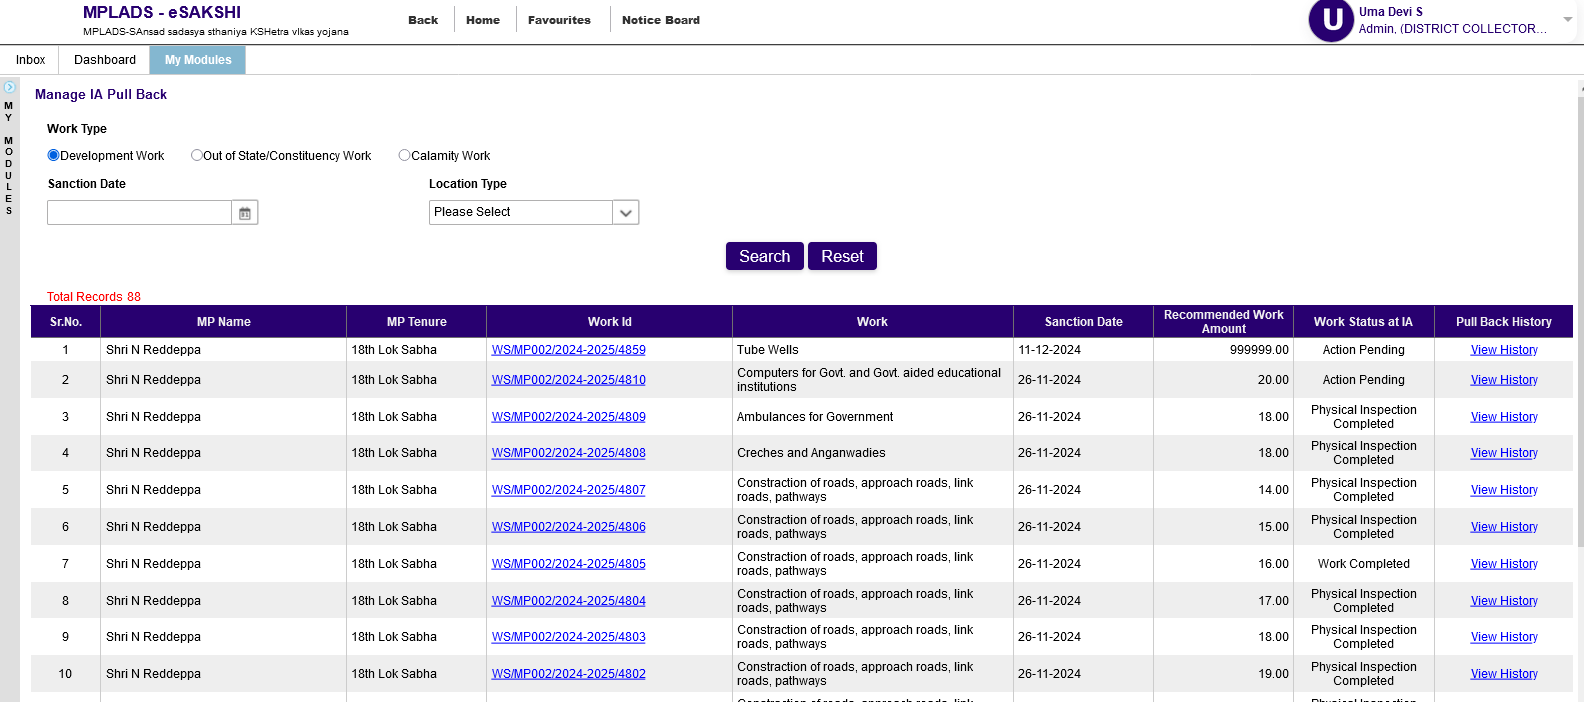 MPLADS - eSAKSHI
MPLADS-SAnsad sadasya sthaniya KSHetra vIkas yojana
Back Home Favourites Notice Board
U
Uma Devi S
Admin, (DISTRICT COLLECTOR...
Inbox Dashboard My Modules
MY MODULES
Manage IA Pull Back
Work Type
Development Work Out of State/Constituency Work Calamity Work
Sanction Date Location Type
Please Select
Search Reset
Total Records 88
Sr.No. MP Name MP Tenure Work Id Work Sanction Date Recommended Work Amount Work Status at IA Pull Back History
1 Shri N Reddeppa 18th Lok Sabha WS/MP002/2024-2025/4859 Tube Wells 11-12-2024 999999.00 Action Pending View History
2 Shri N Reddeppa 18th Lok Sabha WS/MP002/2024-2025/4810 Computers for Govt. and Govt. aided educational institutions 26-11-2024 20.00 Action Pending View History
3 Shri N Reddeppa 18th Lok Sabha WS/MP002/2024-2025/4809 Ambulances for Government 26-11-2024 18.00 Physical Inspection Completed View History
4 Shri N Reddeppa 18th Lok Sabha WS/MP002/2024-2025/4808 Creches and Anganwadies 26-11-2024 18.00 Physical Inspection Completed View History
5 Shri N Reddeppa 18th Lok Sabha WS/MP002/2024-2025/4807 Constraction of roads, approach roads, link roads, pathways 26-11-2024 14.00 Physical Inspection Completed View History
6 Shri N Reddeppa 18th Lok Sabha WS/MP002/2024-2025/4806 Constraction of roads, approach roads, link roads, pathways 26-11-2024 15.00 Physical Inspection Completed View History
7 Shri N Reddeppa 18th Lok Sabha WS/MP002/2024-2025/4805 Constraction of roads, approach roads, link roads, pathways 26-11-2024 16.00 Work Completed View History
8 Shri N Reddeppa 18th Lok Sabha WS/MP002/2024-2025/4804 Constraction of roads, approach roads, link roads, pathways 26-11-2024 17.00 Physical Inspection Completed View History
9 Shri N Reddeppa 18th Lok Sabha WS/MP002/2024-2025/4803 Constraction of roads, approach roads, link roads, pathways 26-11-2024 18.00 Physical Inspection Completed View History
10 Shri N Reddeppa 18th Lok Sabha WS/MP002/2024-2025/4802 Constraction of roads, approach roads, link roads, pathways 26-11-2024 19.00 Physical Inspection Completed View History